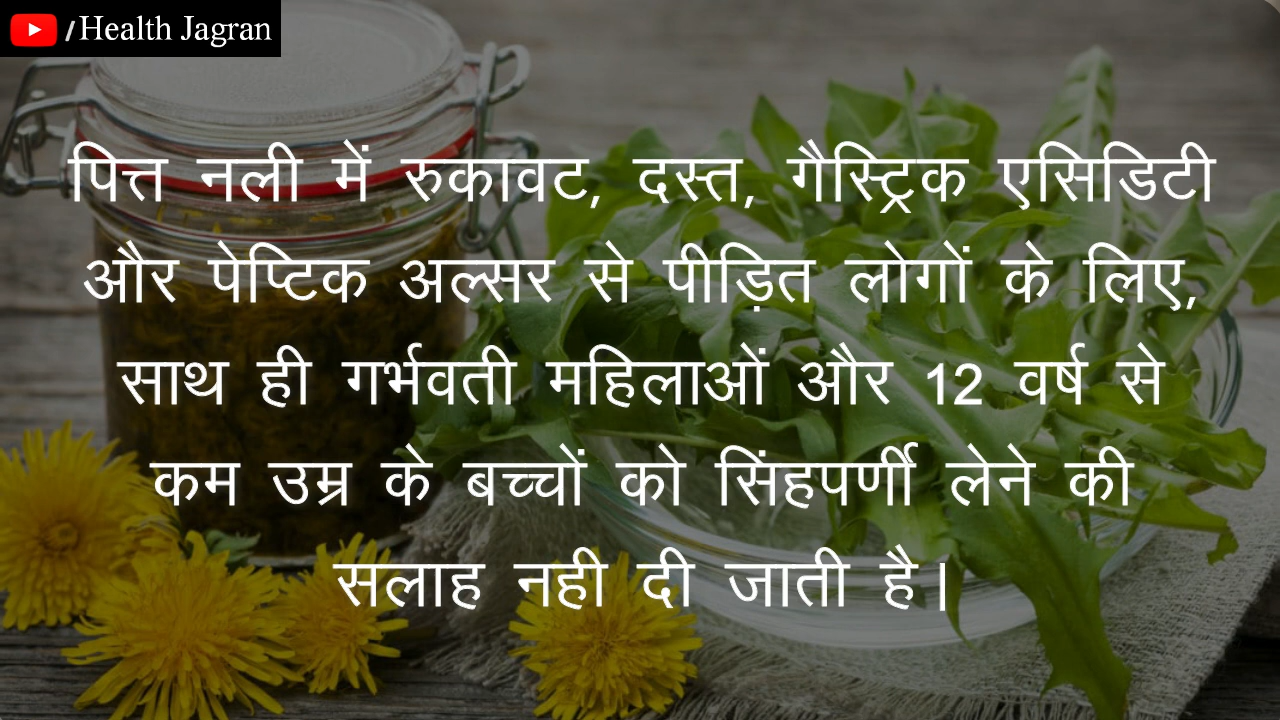 /Health Jagran
पित्त नली में रुकावट, दस्त, गैस्ट्रिक एसिडिटी
और पेप्टिक अल्सर से पीड़ित लोगों के लिए,
साथ ही गर्भवती महिलाओं और 12 वर्ष से
कम उम्र के बच्चों को सिंहपर्णी लेने की
सलाह नही दी जाती है।